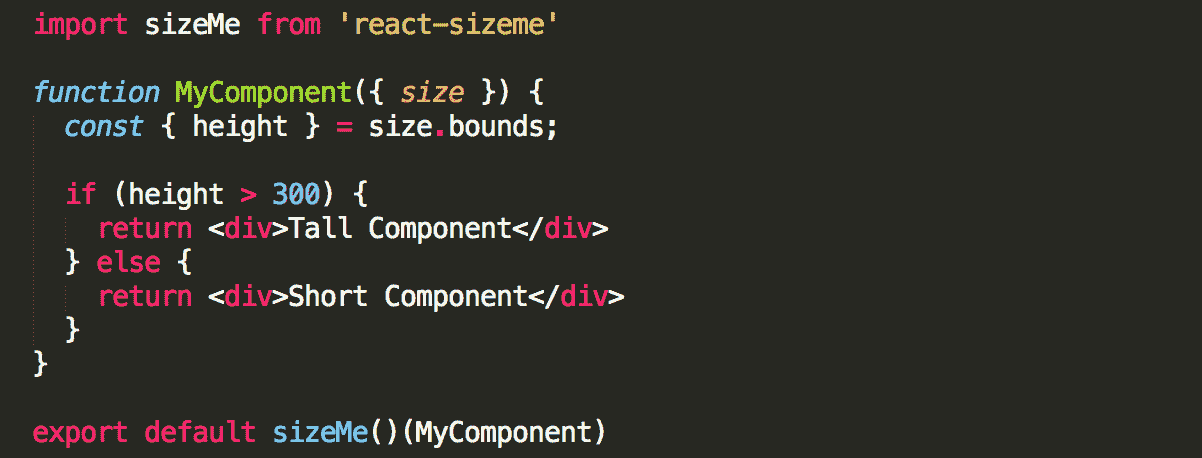 import sizeMe from 'react-sizeme'
function MyComponent({ size }) {
const { height } = size.bounds;
if (height > 300) {
return <div>Tall Component</div>
} else {
return <div>Short Component</div>
}
}
export default sizeMe()(MyComponent)